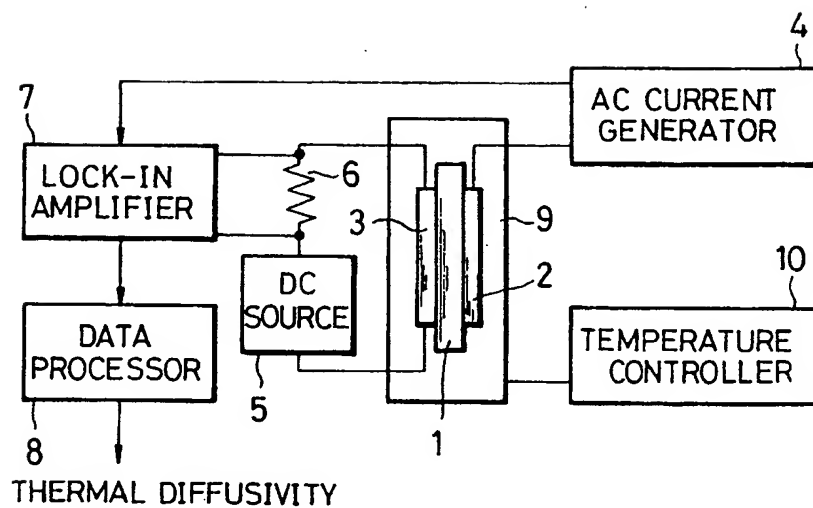 4
AC CURRENT
GENERATOR
7
LOCK-IN
AMPLIFIER
6
3
9
2
DC
SOURCE
10
DATA
PROCESSOR
TEMPERATURE
CONTROLLER
5
1
8
THERMAL DIFFUSIVITY